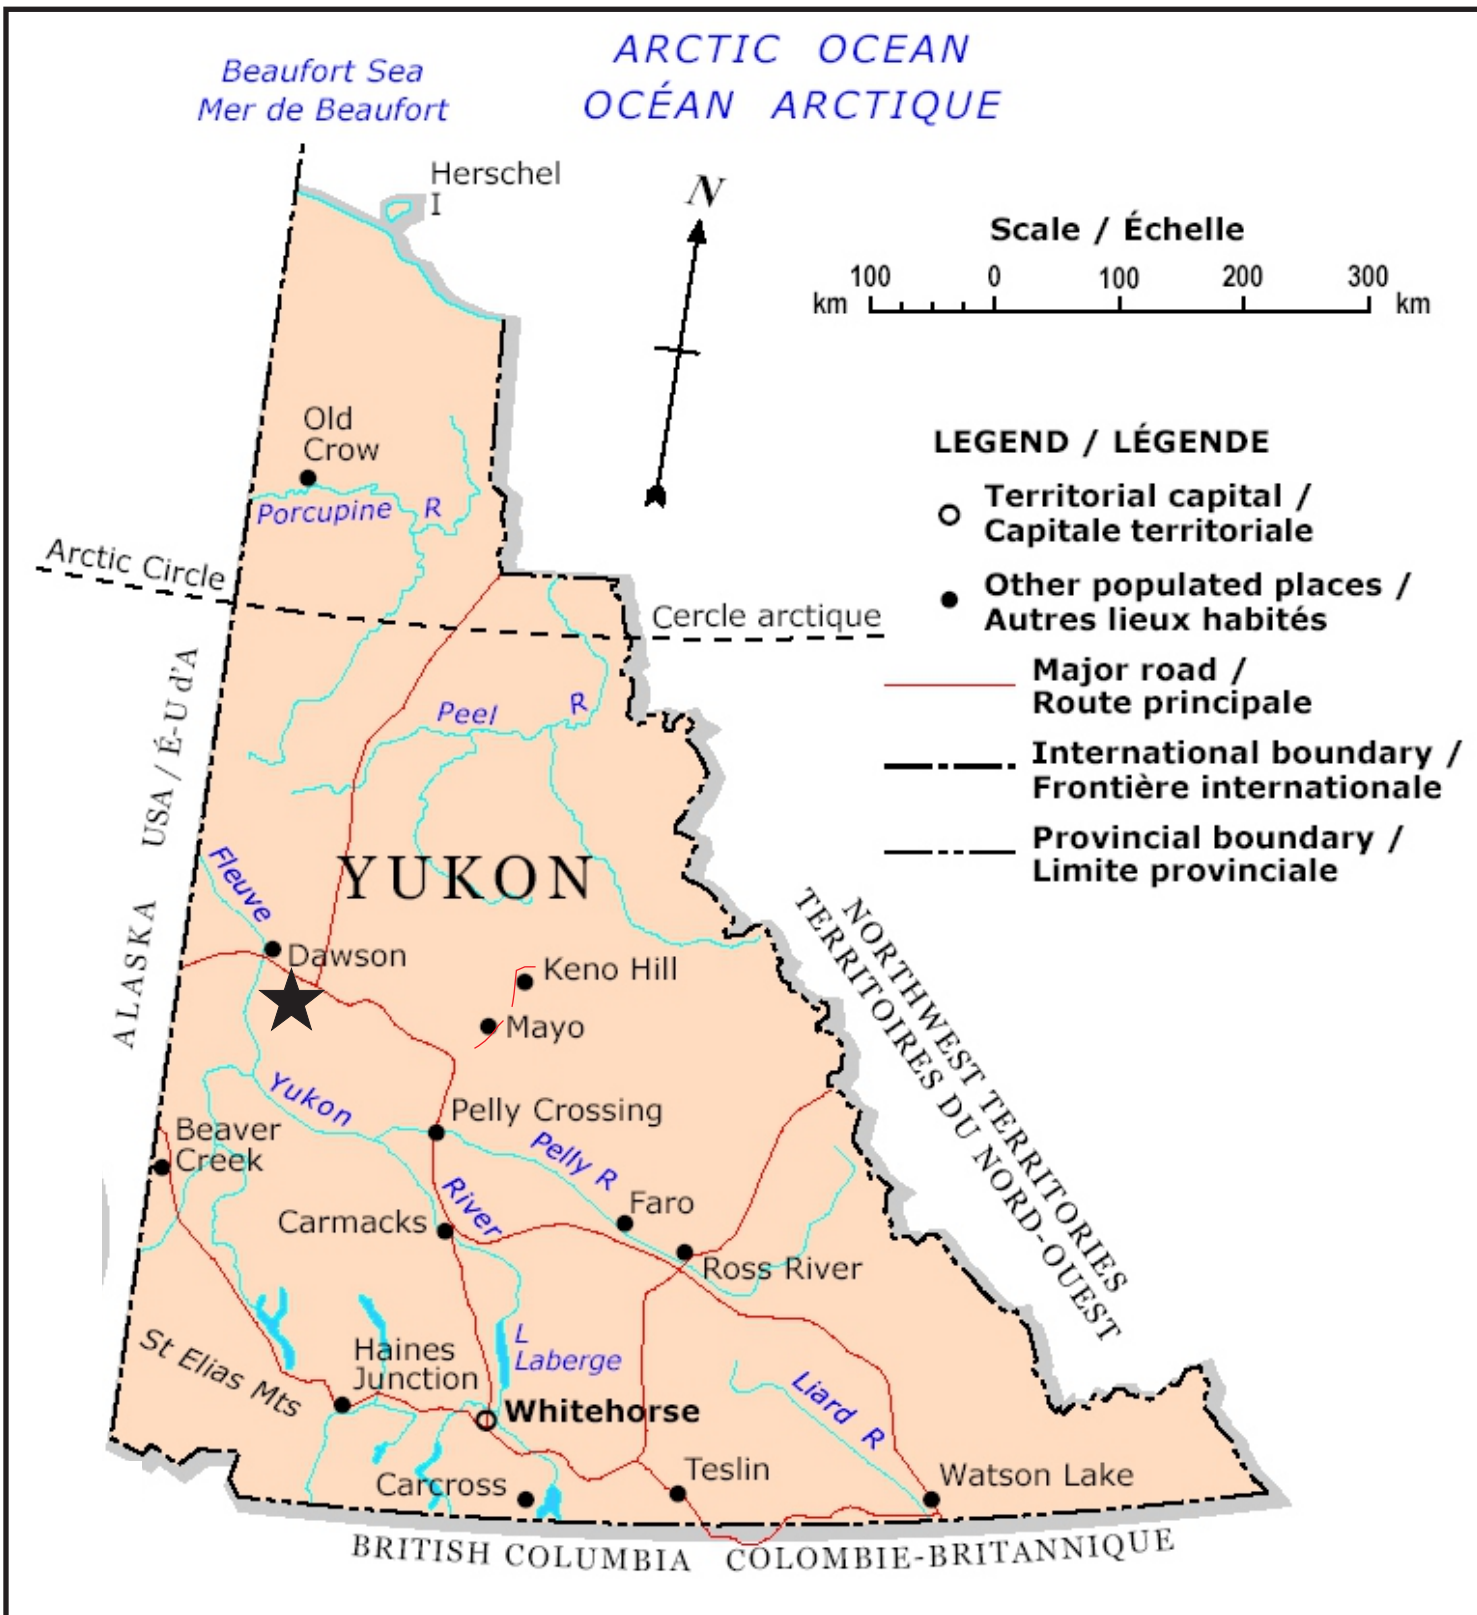 ARCTIC OCEAN
OCÉAN ARCTIQUE
Beaufort Sea
Mer de Beaufort
Herschel
I
N
Scale / Échelle
100 0 100 200 300
km km
Old
Crow
Porcupine R
Arctic Circle
Cercle arctique
LEGEND / LÉGENDE
Territorial capital /
Capitale territoriale
Other populated places /
Autres lieux habités
Major road /
Route principale
International boundary /
Frontière internationale
Provincial boundary /
Limite provinciale
Peel R
ALASKA USA / É-U d'A
YUKON
Fleuve
Dawson
Keno Hill
Mayo
NORTHWEST TERRITORIES
TERRITOIRES DU NORD-OUEST
Yukon
River
Pelly Crossing
Pelly R
Beaver
Creek
Carmacks
Faro
Ross River
St Elias Mts
Haines
Junction
L
Laberge
Whitehorse
Liard R
Carcross
Teslin
Watson Lake
BRITISH COLUMBIA COLOMBIE-BRITANNIQUE